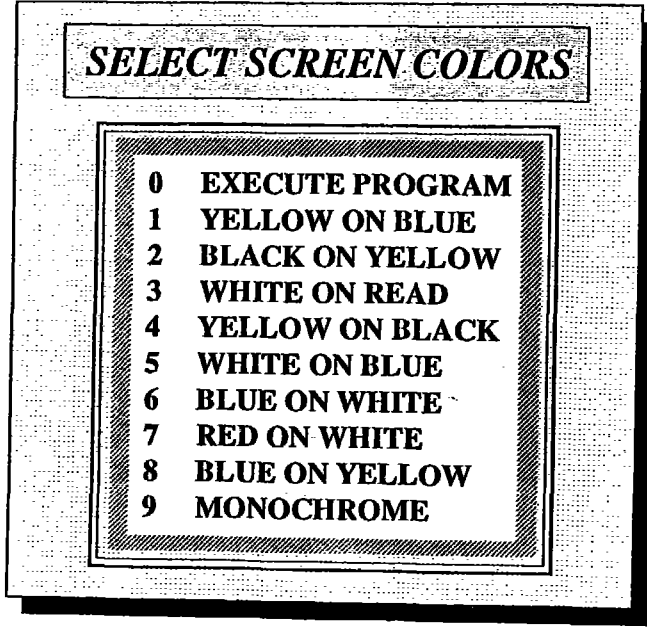 SELECT SCREEN COLORS
0 EXECUTE PROGRAM
1 YELLOW ON BLUE
2 BLACK ON YELLOW
3 WHITE ON READ
4 YELLOW ON BLACK
5 WHITE ON BLUE
6 BLUE ON WHITE
7 RED ON WHITE
8 BLUE ON YELLOW
9 MONOCHROME